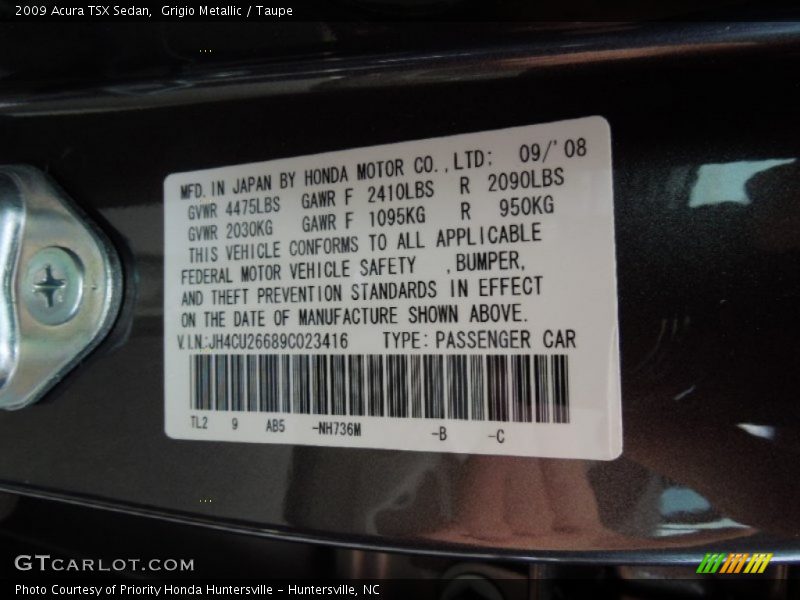 2009 Acura TSX Sedan,  Grigio Metallic / Taupe
MFD. IN JAPAN BY HONDA MOTOR CO.,LTD: 09/'08
GVWR 4475LBS GAWR F 2410LBS R 2090LBS
GVWR 2030KG GAWR F 1095KG R 950KG
THIS VEHICLE CONFORMS TO ALL APPLICABLE
FEDERAL MOTOR VEHICLE SAFETY ,BUMPER,
AND THEFT PREVENTION STANDARDS IN EFFECT
ON THE DATE OF MANUFACTURE SHOWN ABOVE.
V.I.N.:JH4CU26689C023416 TYPE: PASSENGER CAR
TL2 9 AB5 -NH736M -B -C
GTCARLOT.COM
Photo Courtesy of Priority Honda Huntersville - Huntersville, NC